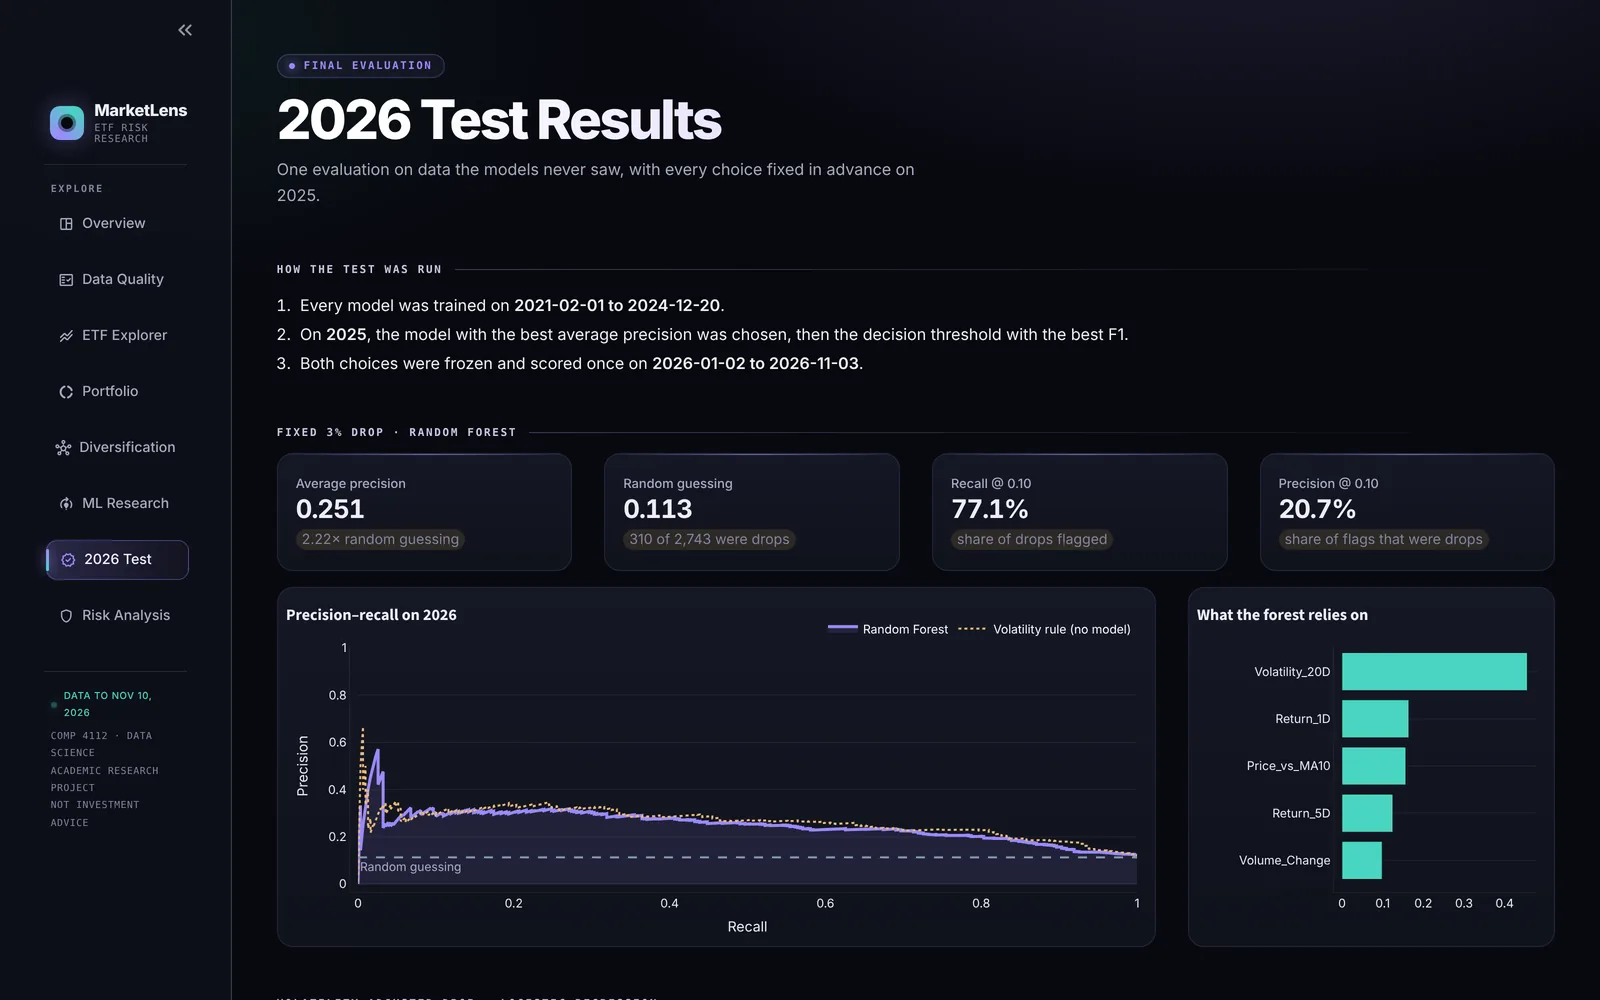 MarketLens
ETF RISK
RESEARCH
EXPLORE
Overview
Data Quality
ETF Explorer
Portfolio
Diversification
ML Research
2026 Test
Risk Analysis
DATA TO NOV 10,
2026
COMP 4112 · DATA
SCIENCE
ACADEMIC RESEARCH
PROJECT
NOT INVESTMENT
ADVICE
FINAL EVALUATION
2026 Test Results
One evaluation on data the models never saw, with every choice fixed in advance on
2025.
HOW THE TEST WAS RUN
1. Every model was trained on 2021-02-01 to 2024-12-20.
2. On 2025, the model with the best average precision was chosen, then the decision threshold with the best F1.
3. Both choices were frozen and scored once on 2026-01-02 to 2026-11-03.
FIXED 3% DROP · RANDOM FOREST
Average precision
0.251
2.22× random guessing
Random guessing
0.113
310 of 2,743 were drops
Recall @ 0.10
77.1%
share of drops flagged
Precision @ 0.10
20.7%
share of flags that were drops
Precision–recall on 2026
Random Forest
Volatility rule (no model)
1
0.8
0.6
0.4
0.2
0
Precision
Random guessing
0 0.2 0.4 0.6 0.8 1
Recall
What the forest relies on
Volatility_20D
Return_1D
Price_vs_MA10
Return_5D
Volume_Change
0 0.1 0.2 0.3 0.4